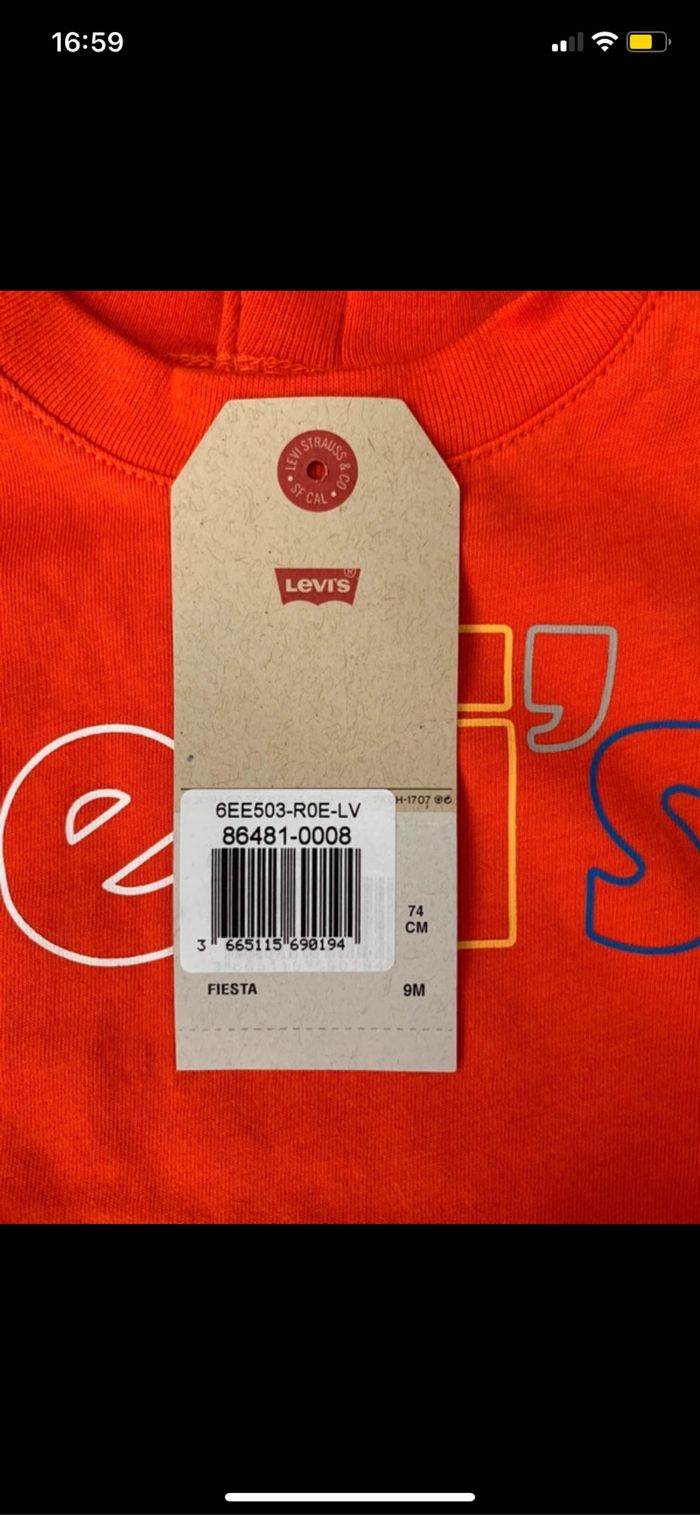 16:59
LEVI STRAUSS & CO
• SF CAL •
LEVI'S®
H-1707
6EE503-R0E-LV
86481-0008
3 665115 690194
74
CM
FIESTA
9M
e i's